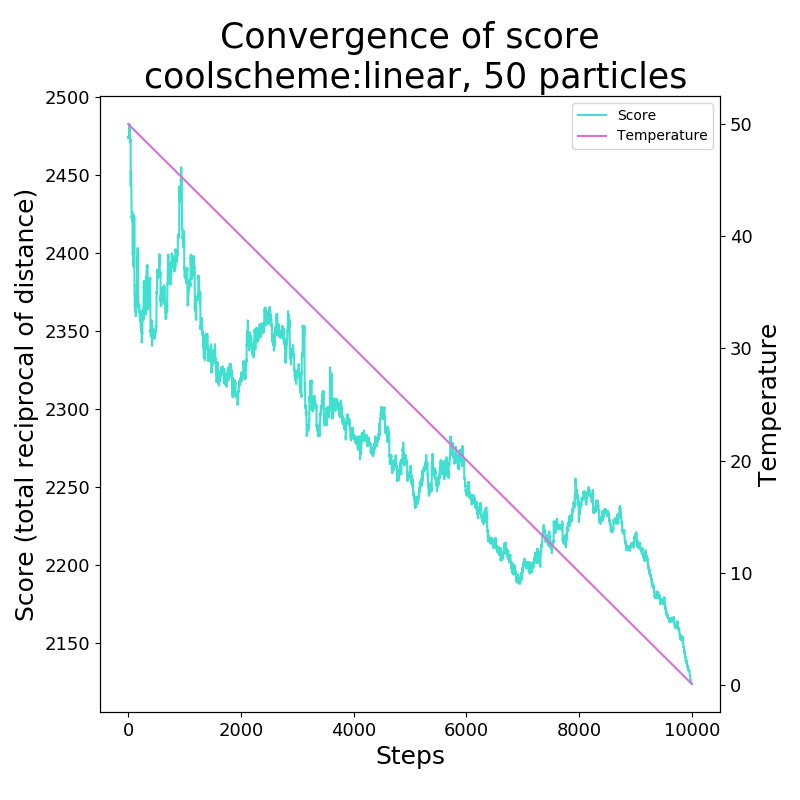 Convergence of score
coolscheme:linear, 50 particles
Score
Temperature
2500
2450
2400
2350
2300
2250
2200
2150
Score (total reciprocal of distance)
50
40
30
20
10
0
Temperature
0 2000 4000 6000 8000 10000
Steps